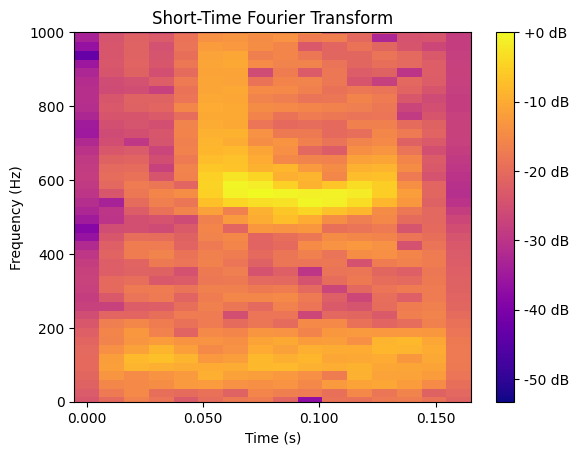 Short-Time Fourier Transform
1000
800
600
400
200
0
Frequency (Hz)
0.000
0.050
0.100
0.150
Time (s)
+0 dB
-10 dB
-20 dB
-30 dB
-40 dB
-50 dB